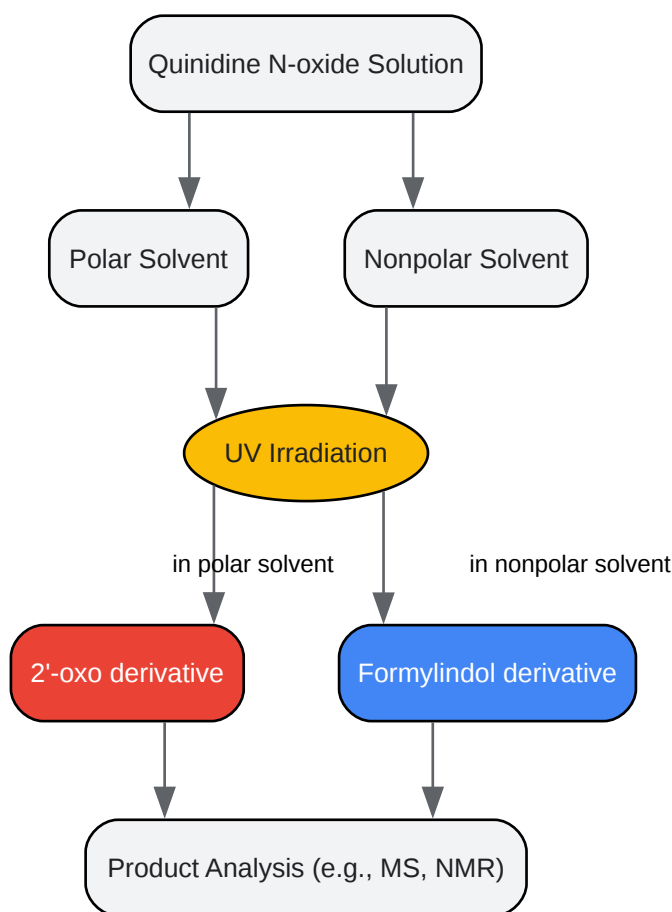 Quinidine N-oxide Solution
Polar Solvent
Nonpolar Solvent
UV Irradiation
in polar solvent
in nonpolar solvent
2'-oxo derivative
Formylindol derivative
Product Analysis (e.g., MS, NMR)